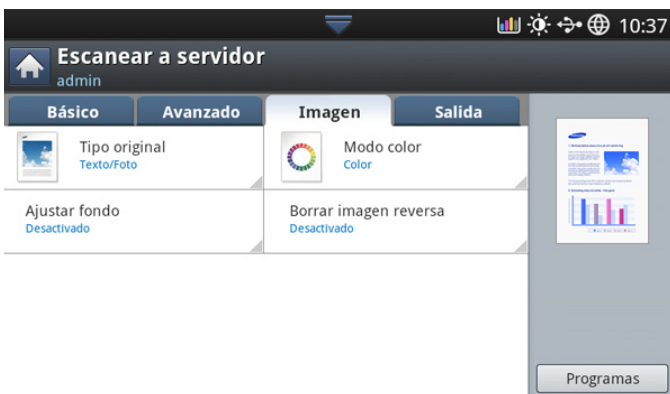 10:37
Escanear a servidor
admin
Básico
Avanzado
Imagen
Salida
Tipo original
Texto/Foto
Modo color
Color
Ajustar fondo
Desactivado
Borrar imagen reversa
Desactivado
Programas